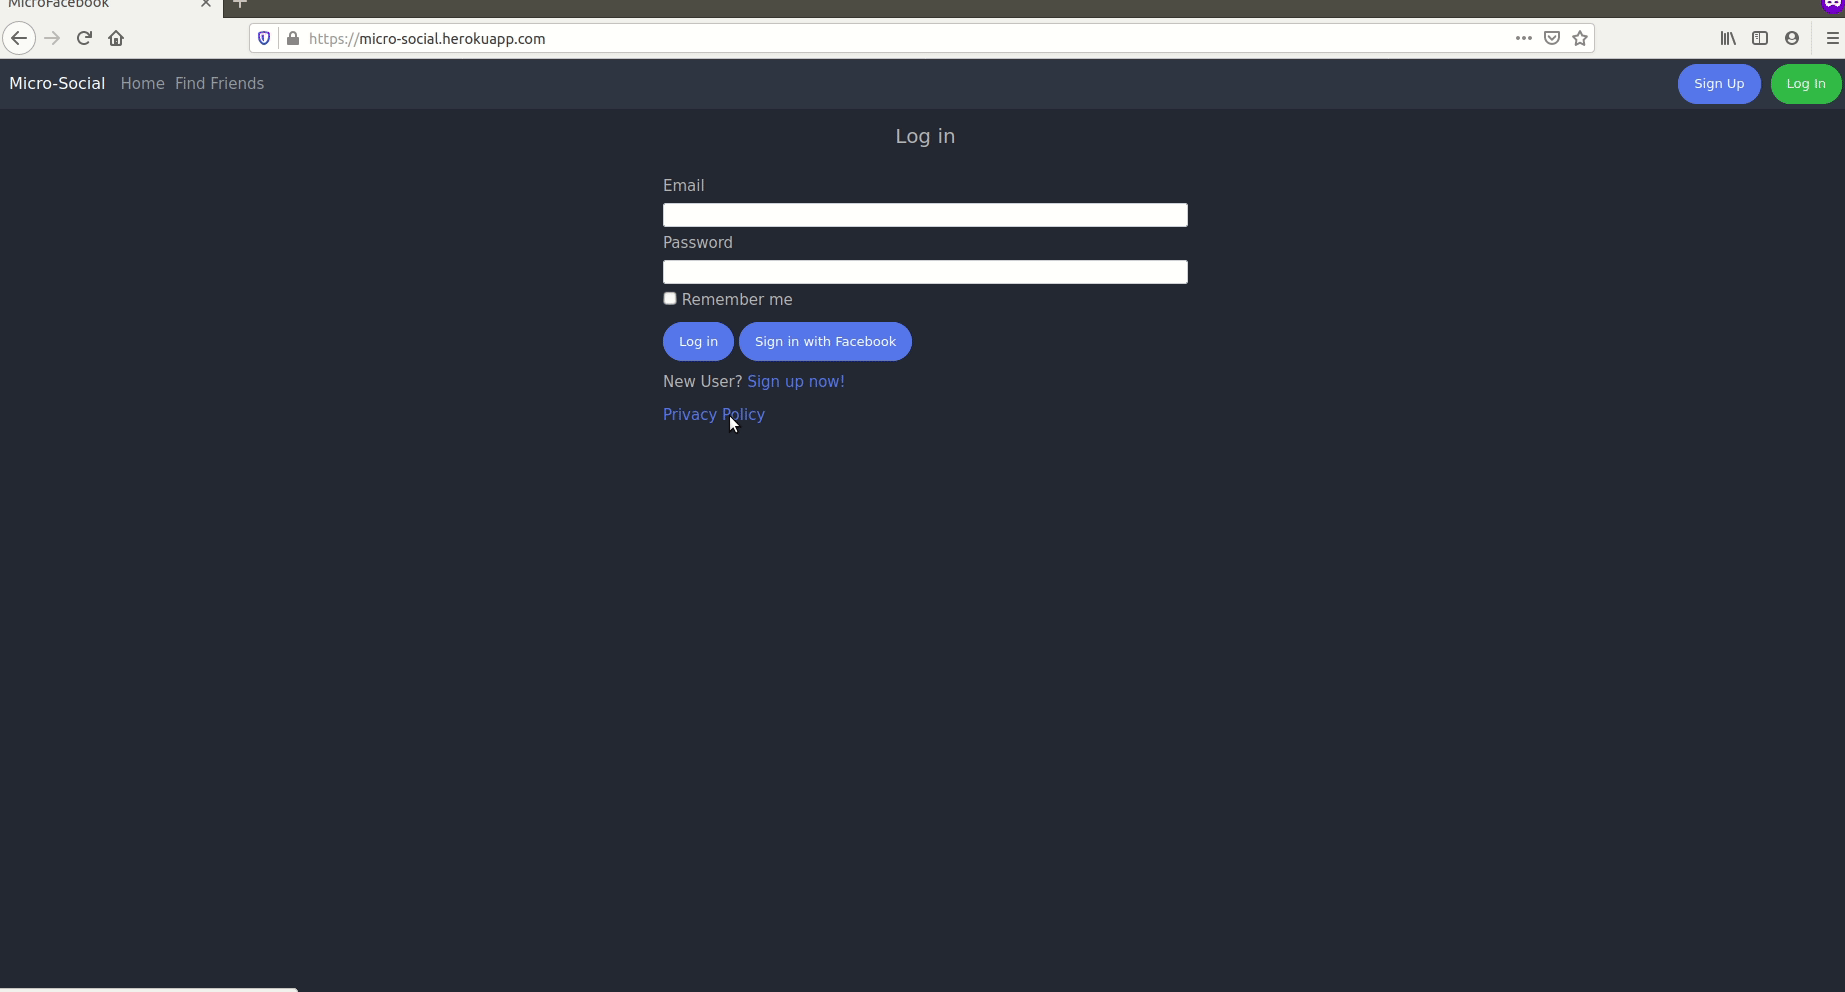 MicroFacebook
https://micro-social.herokuapp.com
Micro-Social Home Find Friends Sign Up Log In
Log in
Email
Password
Remember me
Log in Sign in with Facebook
New User? Sign up now!
Privacy Policy